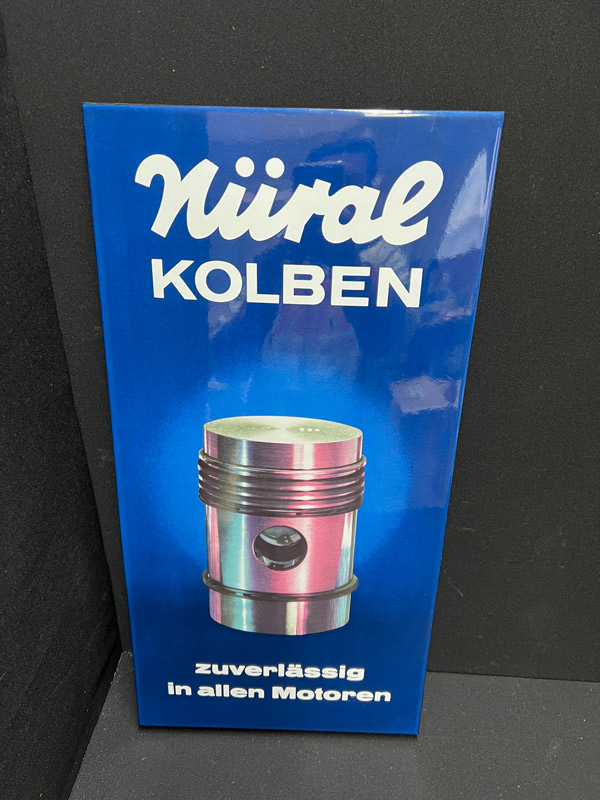 Nüral
KOLBEN
zuverlässig
in allen Motoren